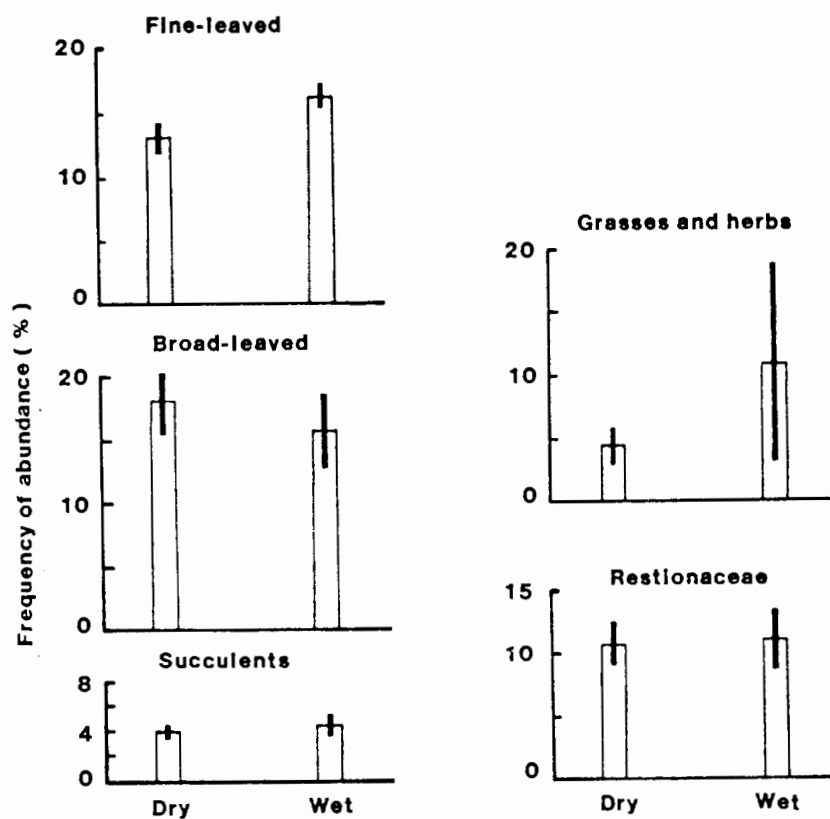 Frequency of abundance (%)
Fine-leaved
20
10
0
Broad-leaved
20
10
0
Succulents
8
4
0
Dry Wet
Grasses and herbs
20
10
0
Restionaceae
15
10
0
Dry Wet